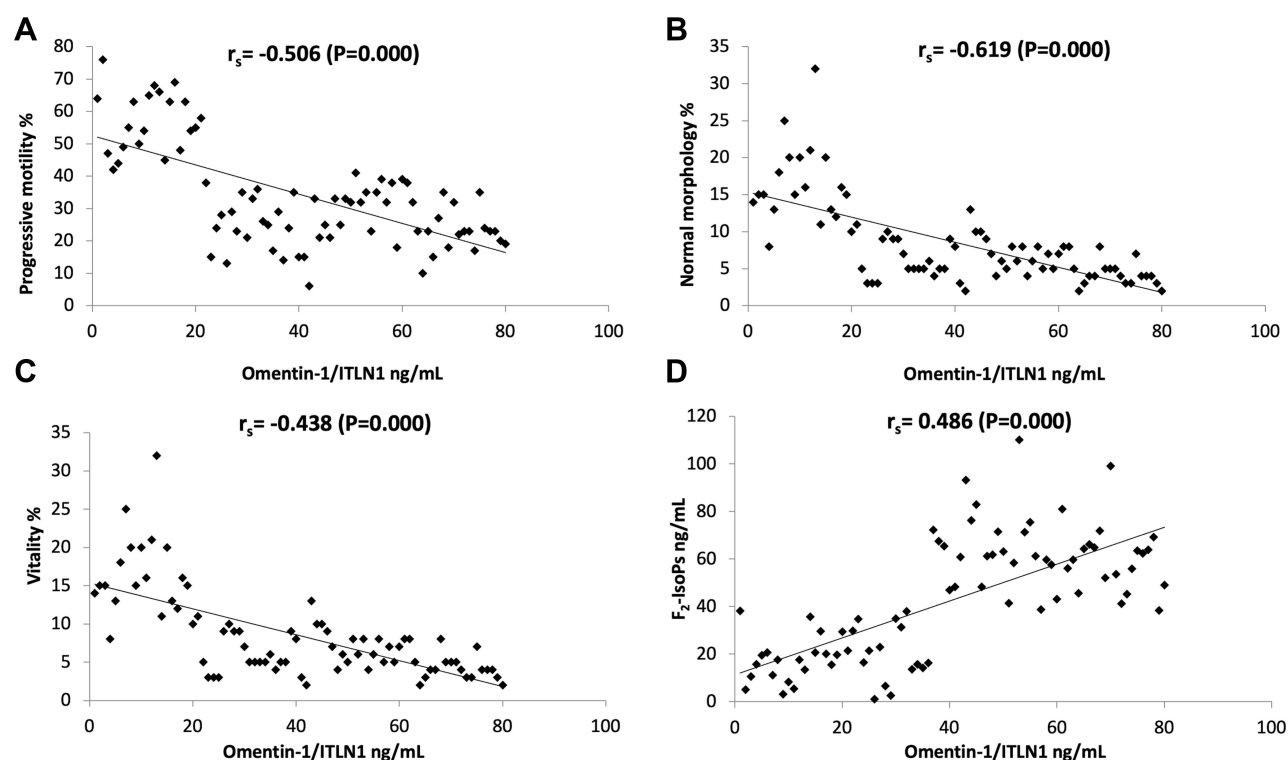 A
rs= -0.506 (P=0.000)
Progressive motility %
80
70
60
50
40
30
20
10
0
0 20 40 60 80 100
Omentin-1/ITLN1 ng/mL
B
rs= -0.619 (P=0.000)
Normal morphology %
35
30
25
20
15
10
5
0
0 20 40 60 80 100
Omentin-1/ITLN1 ng/mL
C
rs= -0.438 (P=0.000)
Vitality %
35
30
25
20
15
10
5
0
0 20 40 60 80 100
Omentin-1/ITLN1 ng/mL
D
rs= 0.486 (P=0.000)
F2-IsoPs ng/mL
120
100
80
60
40
20
0
0 20 40 60 80 100
Omentin-1/ITLN1 ng/mL